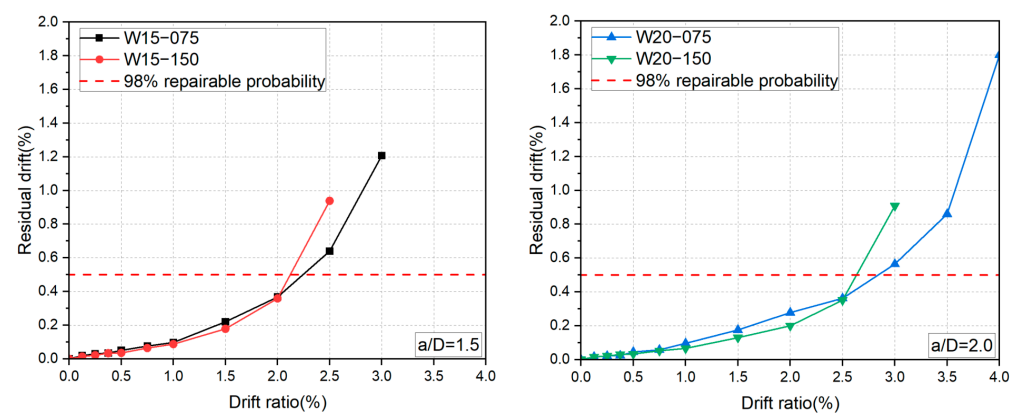 2.0
1.8
1.6
1.4
1.2
1.0
0.8
0.6
0.4
0.2
0.0
Residual drift(%)
W15−075
W15−150
98% repairable probability
a/D=1.5
0.0 0.5 1.0 1.5 2.0 2.5 3.0 3.5 4.0
Drift ratio(%)
2.0
1.8
1.6
1.4
1.2
1.0
0.8
0.6
0.4
0.2
0.0
Residual drift(%)
W20−075
W20−150
98% repairable probability
a/D=2.0
0.0 0.5 1.0 1.5 2.0 2.5 3.0 3.5 4.0
Drift ratio(%)